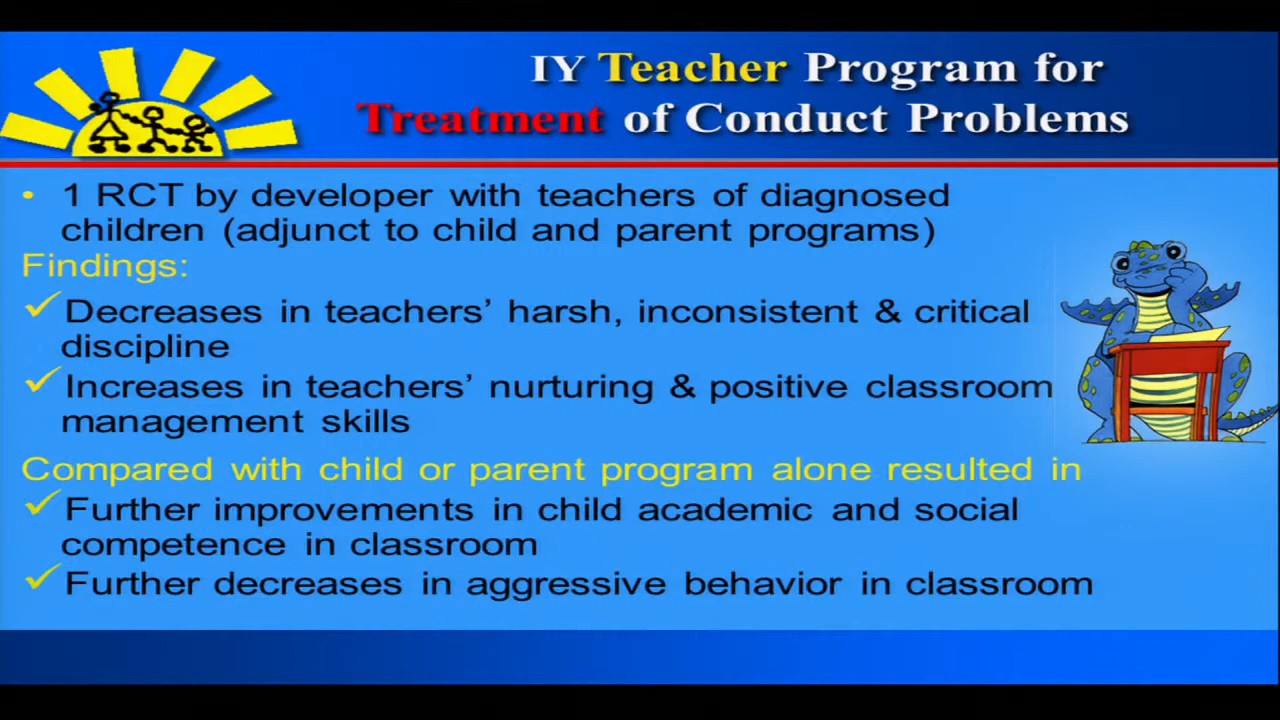 IY Teacher Program for
Treatment of Conduct Problems
• 1 RCT by developer with teachers of diagnosed
children (adjunct to child and parent programs)
Findings:
✓ Decreases in teachers’ harsh, inconsistent & critical
discipline
✓ Increases in teachers’ nurturing & positive classroom
management skills
Compared with child or parent program alone resulted in
✓ Further improvements in child academic and social
competence in classroom
✓ Further decreases in aggressive behavior in classroom